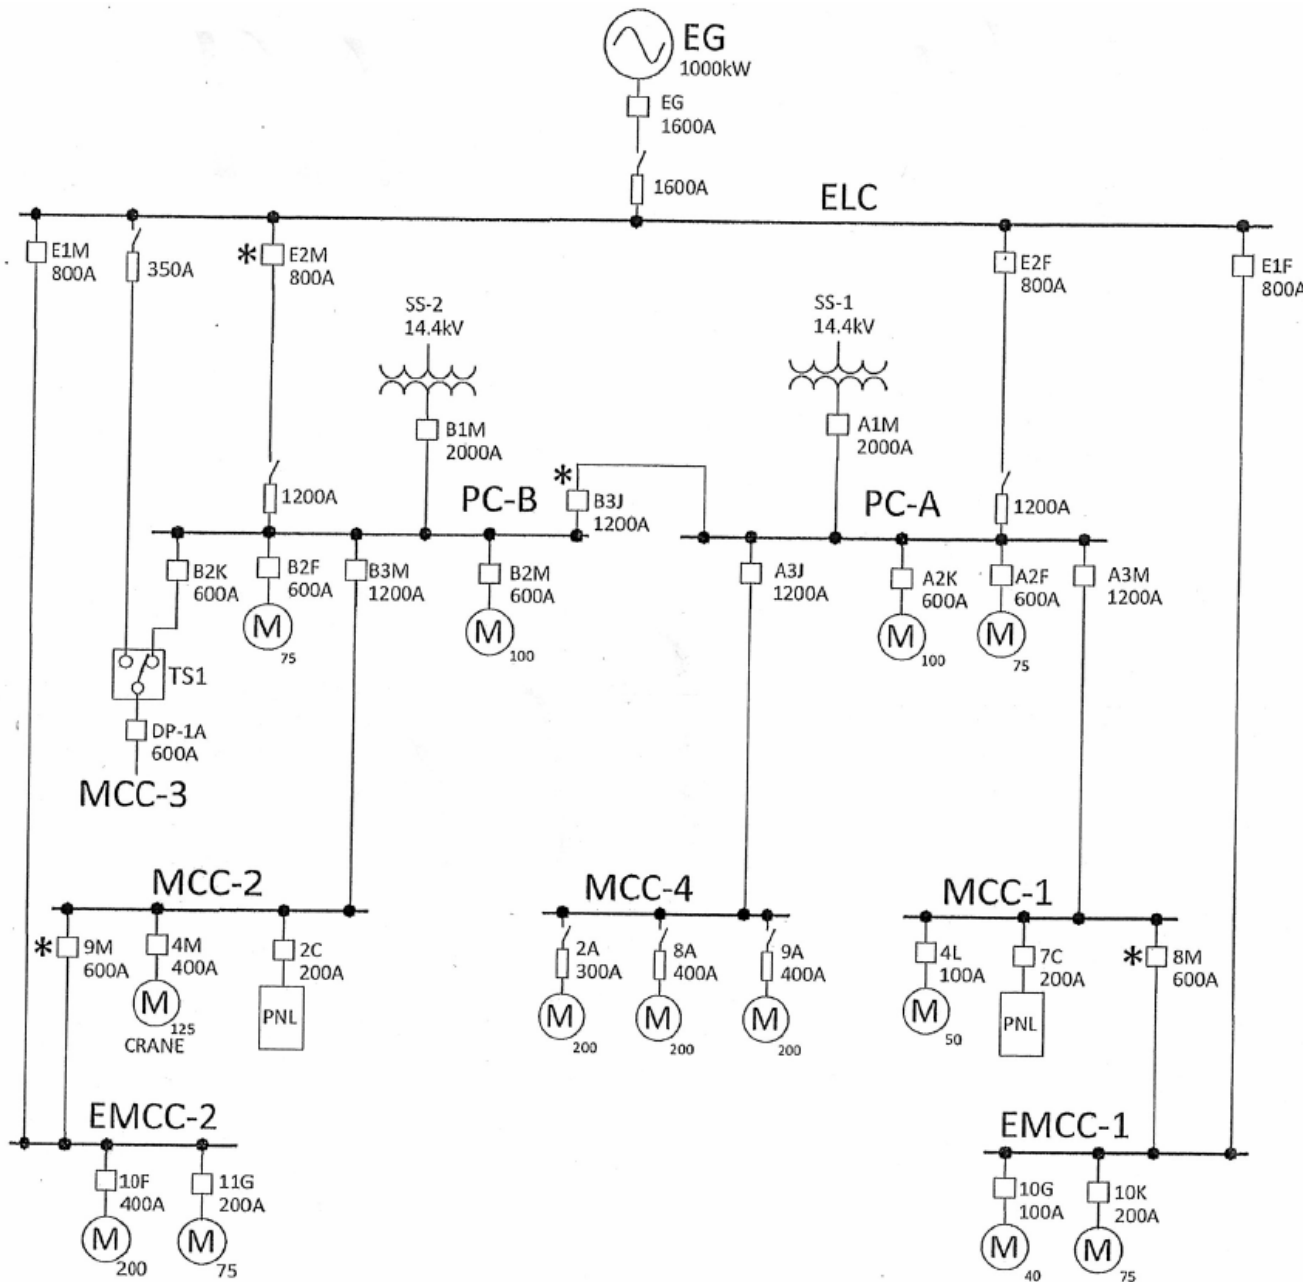 EG
1000kW
EG
1600A
1600A
ELC
E1M
800A
350A
* E2M
800A
E2F
800A
E1F
800A
SS-2
14.4kV
SS-1
14.4kV
B1M
2000A
A1M
2000A
1200A
PC-B
* B3J
1200A
PC-A
1200A
B2K
600A
B2F
600A
M
75
B3M
1200A
B2M
600A
M
100
A3J
1200A
A2K
600A
M
100
A2F
600A
M
75
A3M
1200A
TS1
DP-1A
600A
MCC-3
MCC-2
* 9M
600A
4M
400A
M
125
CRANE
2C
200A
PNL
MCC-4
2A
300A
M
200
8A
400A
M
200
9A
400A
M
200
MCC-1
4L
100A
M
50
7C
200A
PNL
* 8M
600A
EMCC-2
10F
400A
M
200
11G
200A
M
75
EMCC-1
10G
100A
M
40
10K
200A
M
75